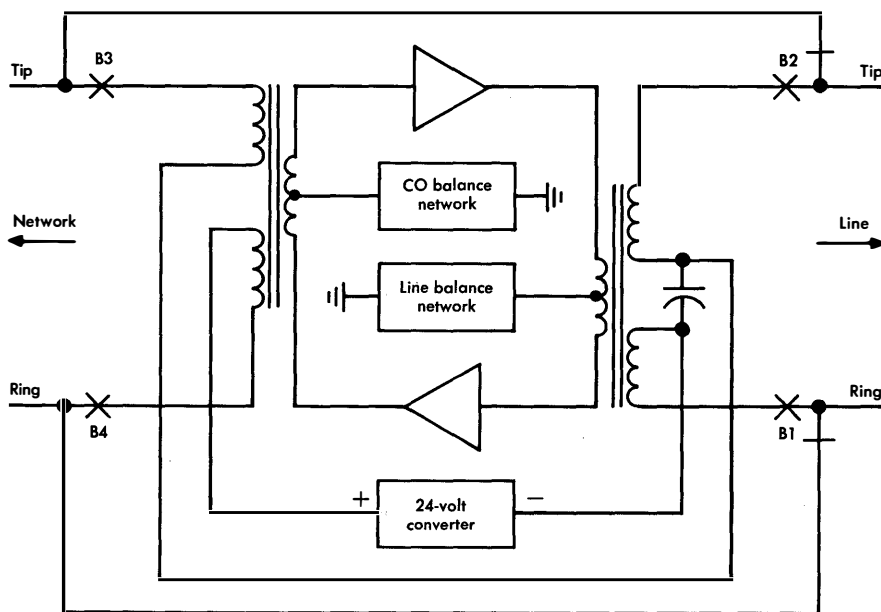 B3
B2
Tip
Tip
CO balance
network
Network
Line
Line balance
network
Ring
Ring
B4
B1
+
24-volt
converter
−